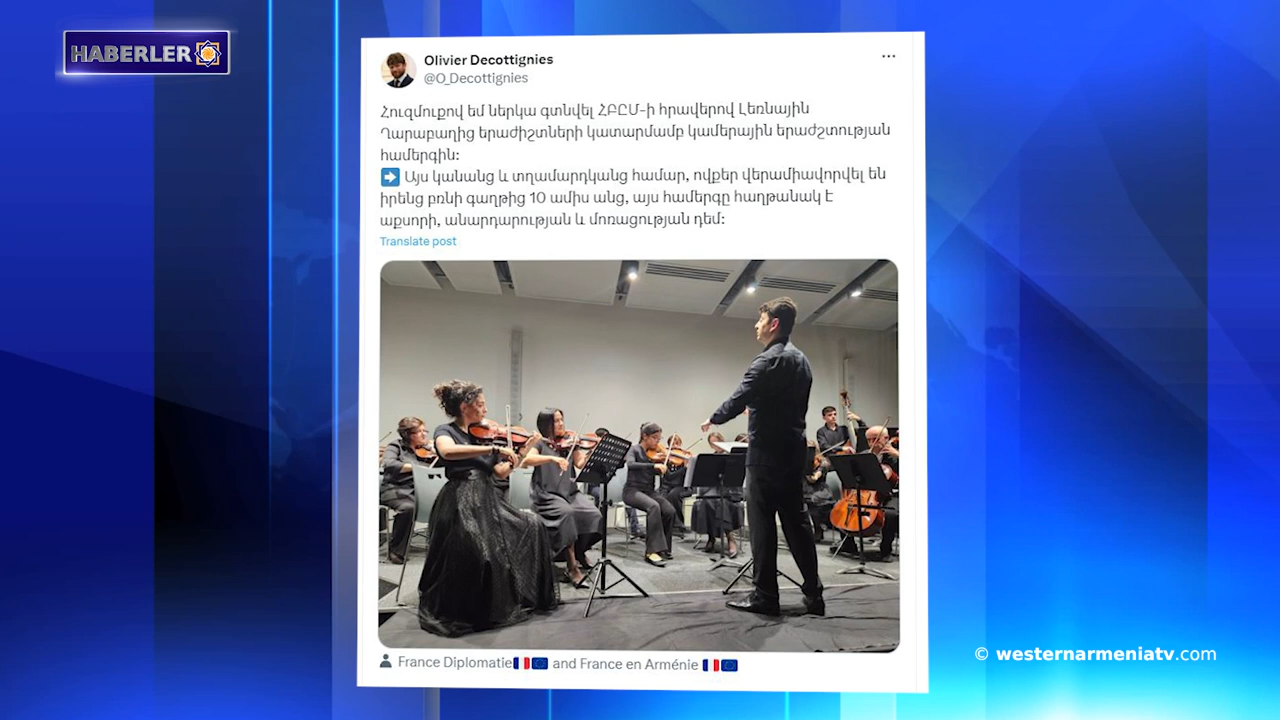 HABERLER
Olivier Decottignies
@O_Decottignies
Հուզմուքով եմ ներկա գտնվել ՀԲԸՄ-ի հրավերով Լեռնային
Ղարաբաղից երաժիշտների կատարմամբ կամերային երաժշտության
համերգին:
Այս կանանց և տղամարդկանց համար, ովքեր վերամիավորվել են
իրենց բռնի գաղթից 10 ամիս անց, այս համերգը հաղթանակ է
աքսորի, անարդարության և մոռացության դեմ:
Translate post
France Diplomatie🇫🇷🇪🇺 and France en Arménie 🇫🇷🇪🇺
© westernarmeniatv.com